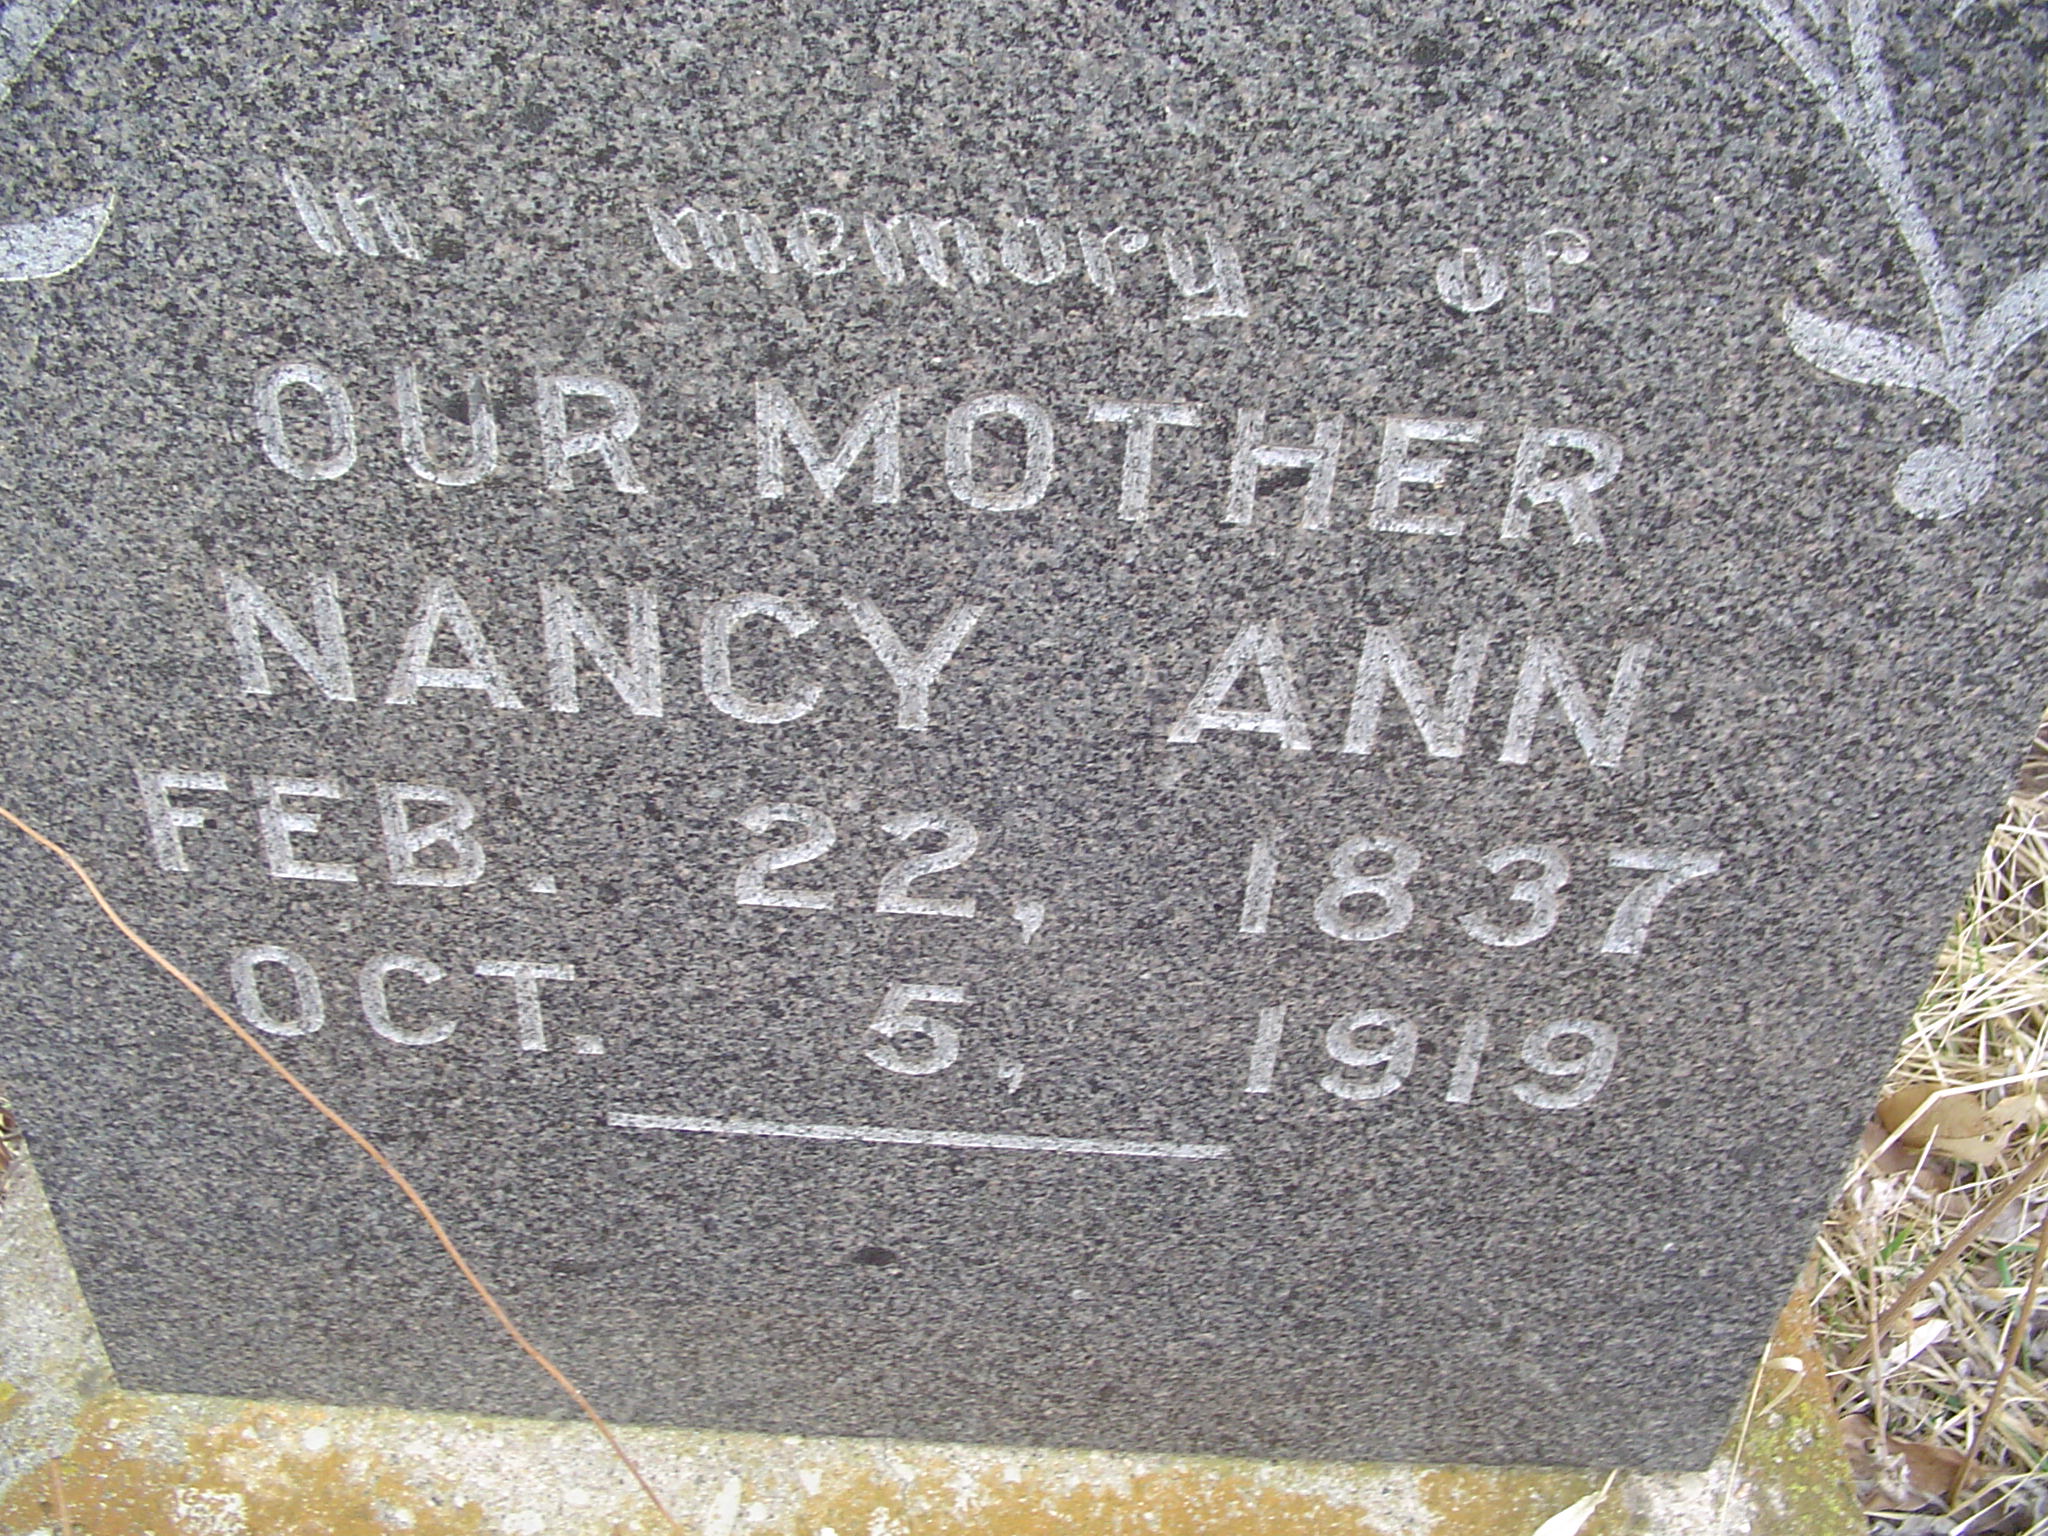 In memory of
OUR MOTHER
NANCY ANN
FEB. 22, 1837
OCT. 5, 1919